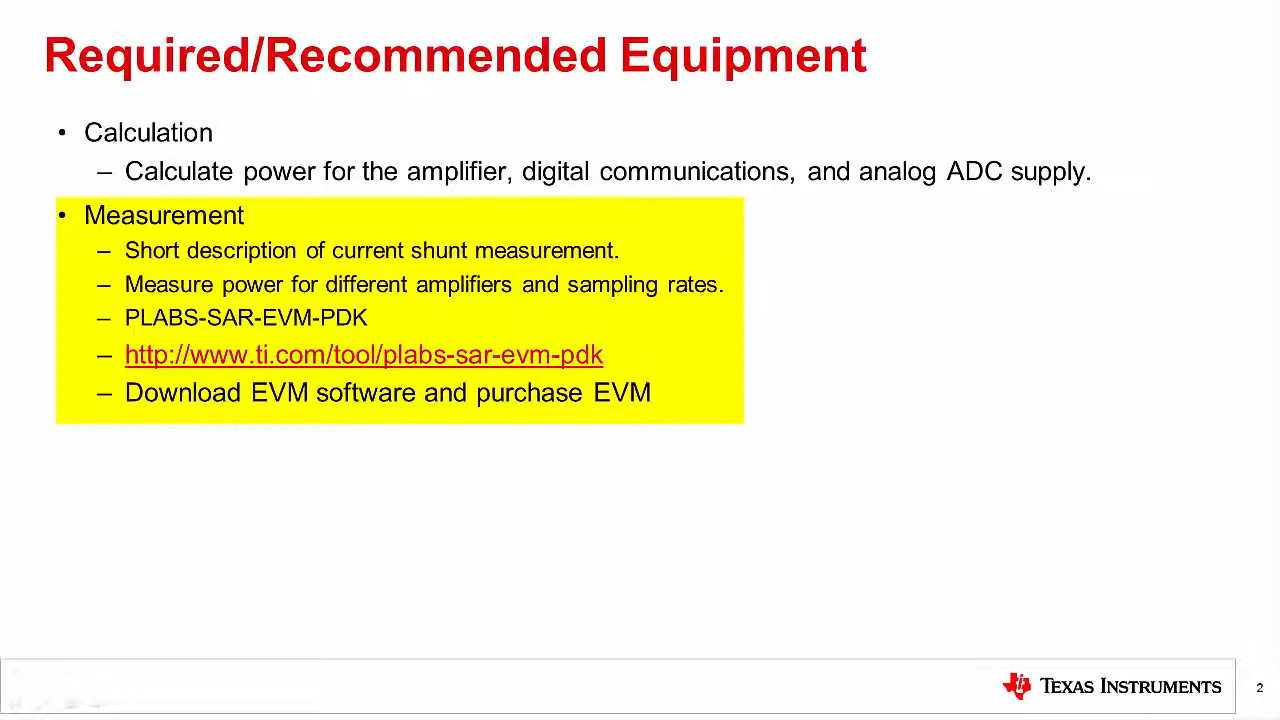 Required/Recommended Equipment
• Calculation
– Calculate power for the amplifier, digital communications, and analog ADC supply.
• Measurement
– Short description of current shunt measurement.
– Measure power for different amplifiers and sampling rates.
– PLABS-SAR-EVM-PDK
– http://www.ti.com/tool/plabs-sar-evm-pdk
– Download EVM software and purchase EVM
TEXAS INSTRUMENTS
2